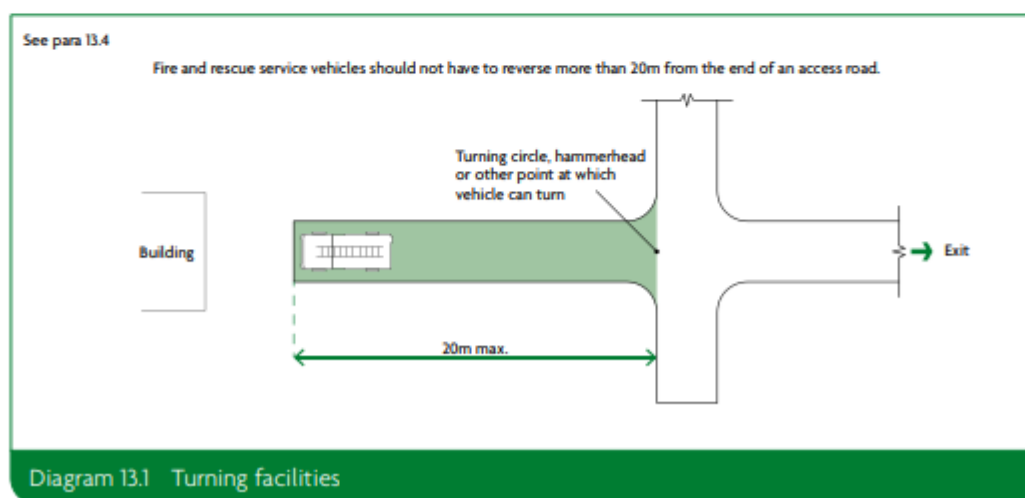 See para 13.4
Fire and rescue service vehicles should not have to reverse more than 20m from the end of an access road.
Turning circle, hammerhead
or other point at which
vehicle can turn
Building
Exit
20m max.
Diagram 13.1 Turning facilities